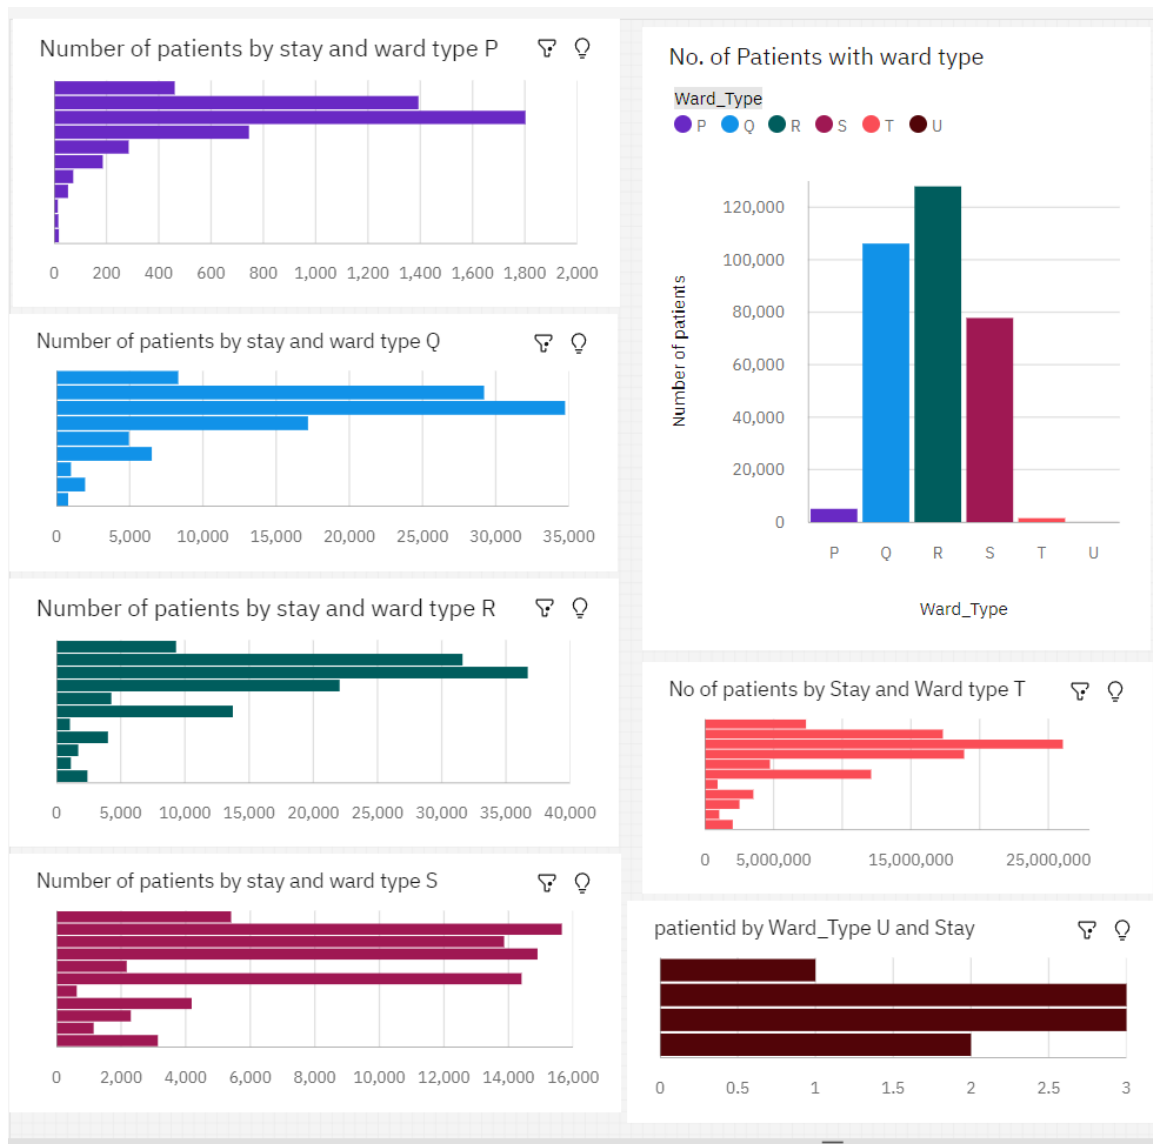 Number of patients by stay and ward type P
0 200 400 600 800 1,000 1,200 1,400 1,600 1,800 2,000
Number of patients by stay and ward type Q
0 5,000 10,000 15,000 20,000 25,000 30,000 35,000
Number of patients by stay and ward type R
0 5,000 10,000 15,000 20,000 25,000 30,000 35,000 40,000
Number of patients by stay and ward type S
0 2,000 4,000 6,000 8,000 10,000 12,000 14,000 16,000
No. of Patients with ward type
Ward_Type
P Q R S T U
Number of patients
120,000
100,000
80,000
60,000
40,000
20,000
0
P Q R S T U
Ward_Type
No of patients by Stay and Ward type T
0 5,000,000 15,000,000 25,000,000
patientid by Ward_Type U and Stay
0 0.5 1 1.5 2 2.5 3